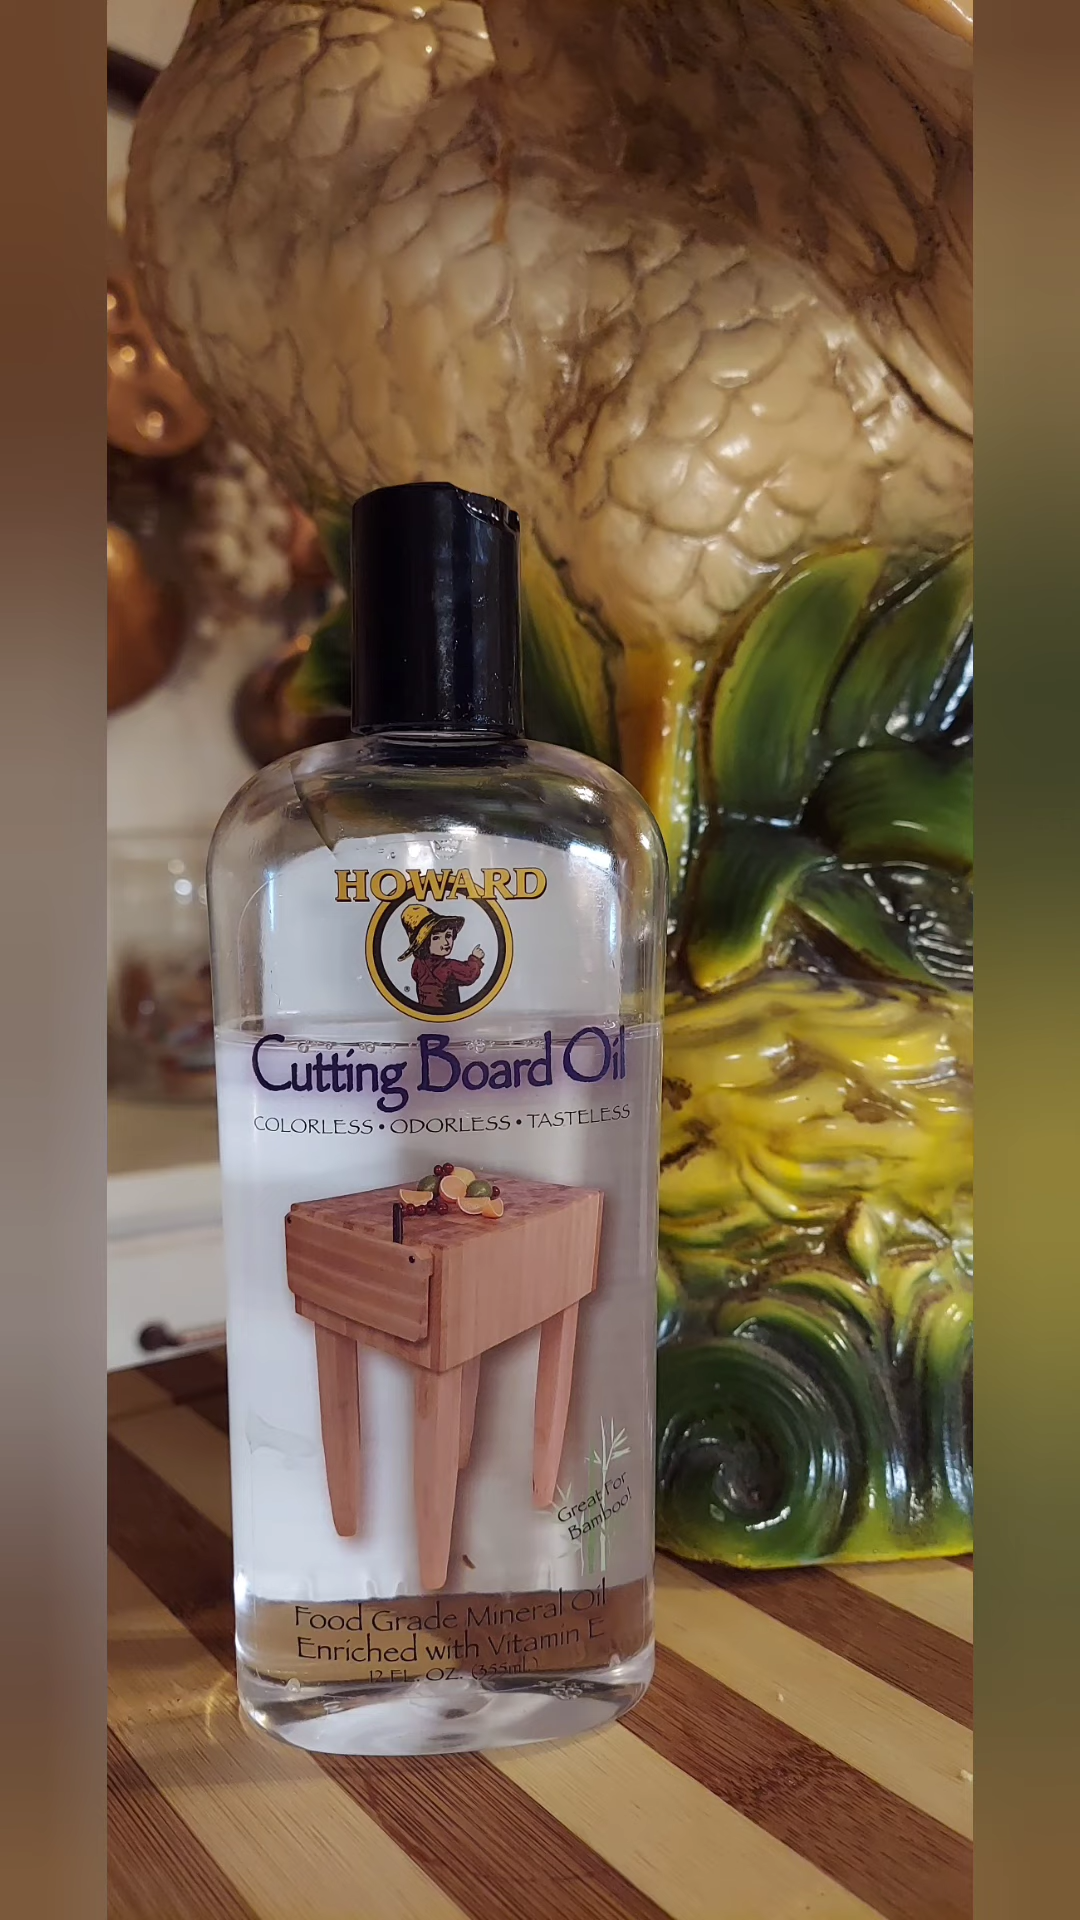 HOWARD
®
Cutting Board Oil
COLORLESS • ODORLESS • TASTELESS
Great for
Bamboo!
Food Grade Mineral Oil
Enriched with Vitamin E
12 FL. OZ. (355ml.)